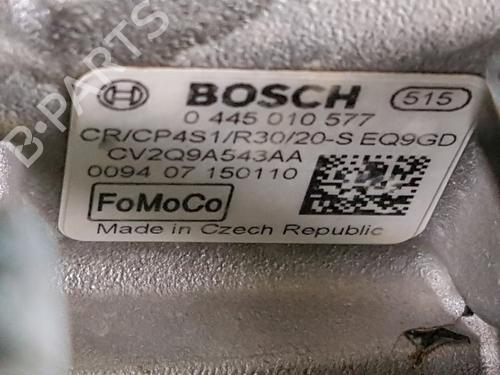 B-PARTS
BOSCH 515
0 445 010 577
CR/CP4S1/R30/20-S EQ9GD
CV2Q9A543AA
0094 07 150110
FoMoCo
Made in Czech Republic